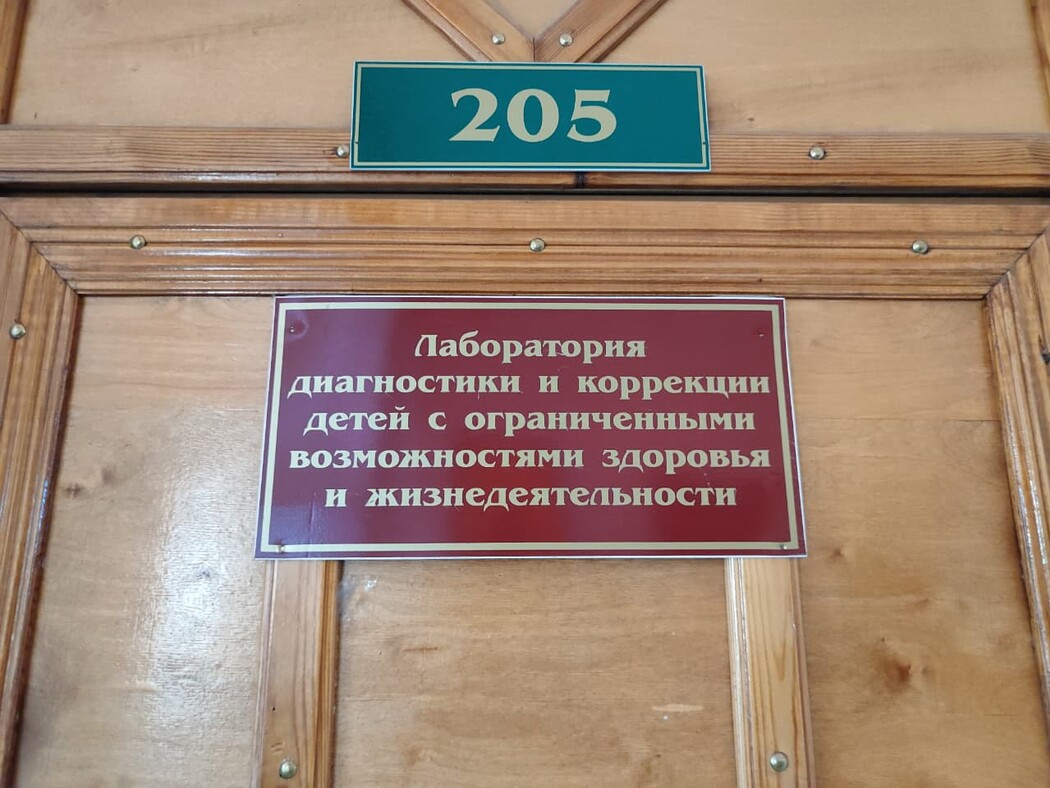 205
Лаборатория
диагностики и коррекции
детей с ограниченными
возможностями здоровья
и жизнедеятельности